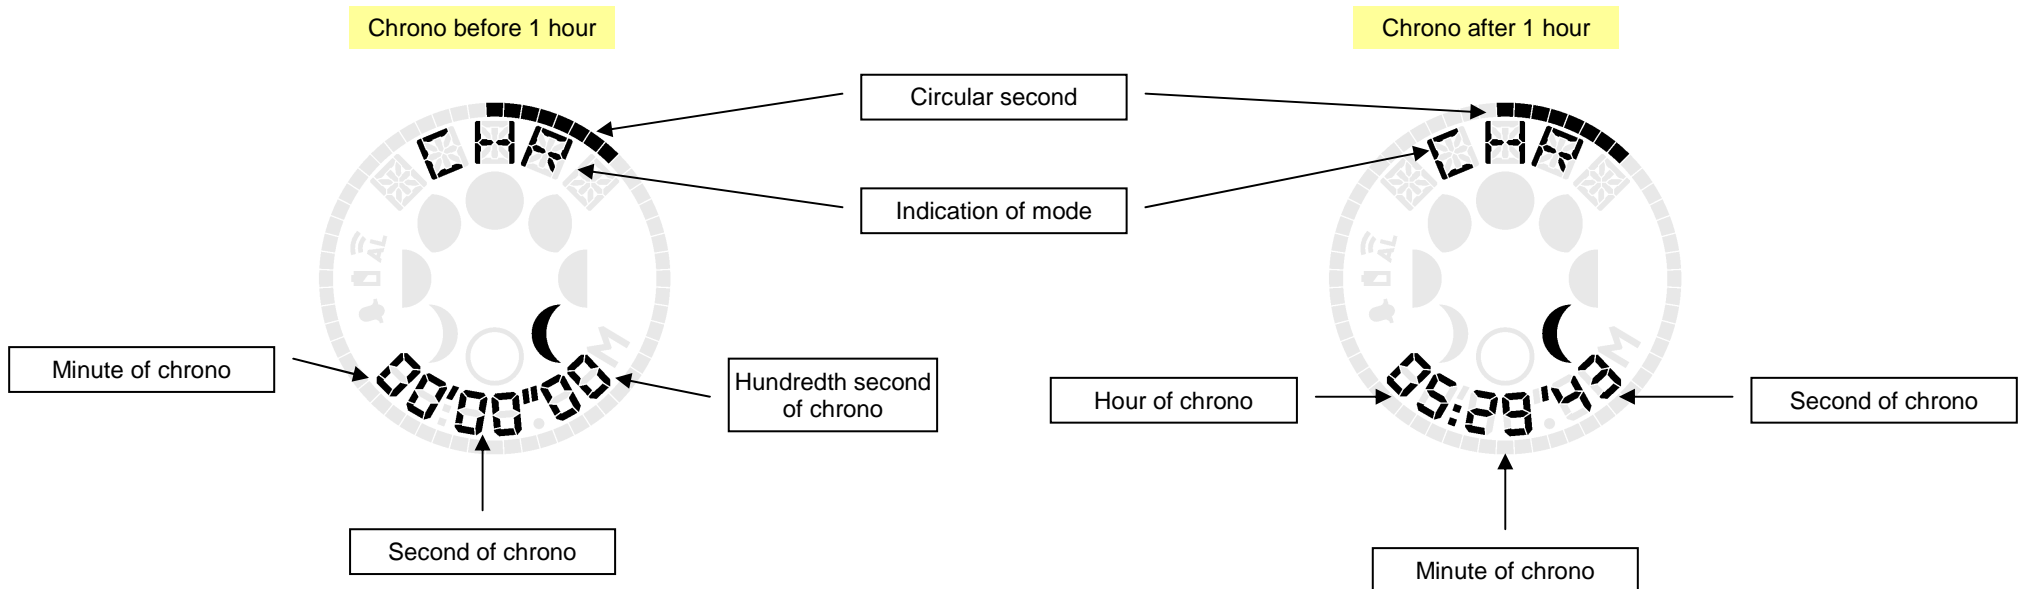 Chrono before 1 hour
Chrono after 1 hour
Circular second
Indication of mode
CHR
CHR
AL
AL
M
M
00'00"00
05:29'43
Minute of chrono
Hundredth second
of chrono
Hour of chrono
Second of chrono
Second of chrono
Minute of chrono